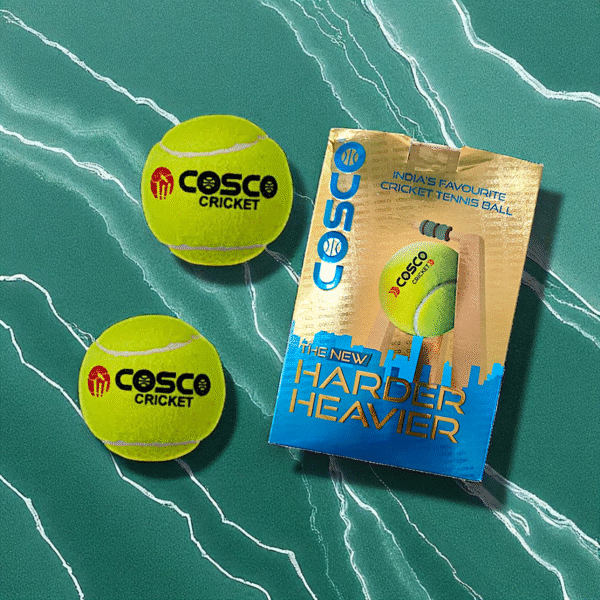 COSCO
CRICKET
COSCO
CRICKET
COSCO
INDIA'S FAVOURITE
CRICKET TENNIS BALL
COSCO
CRICKET
THE NEW
HARDER
HEAVIER